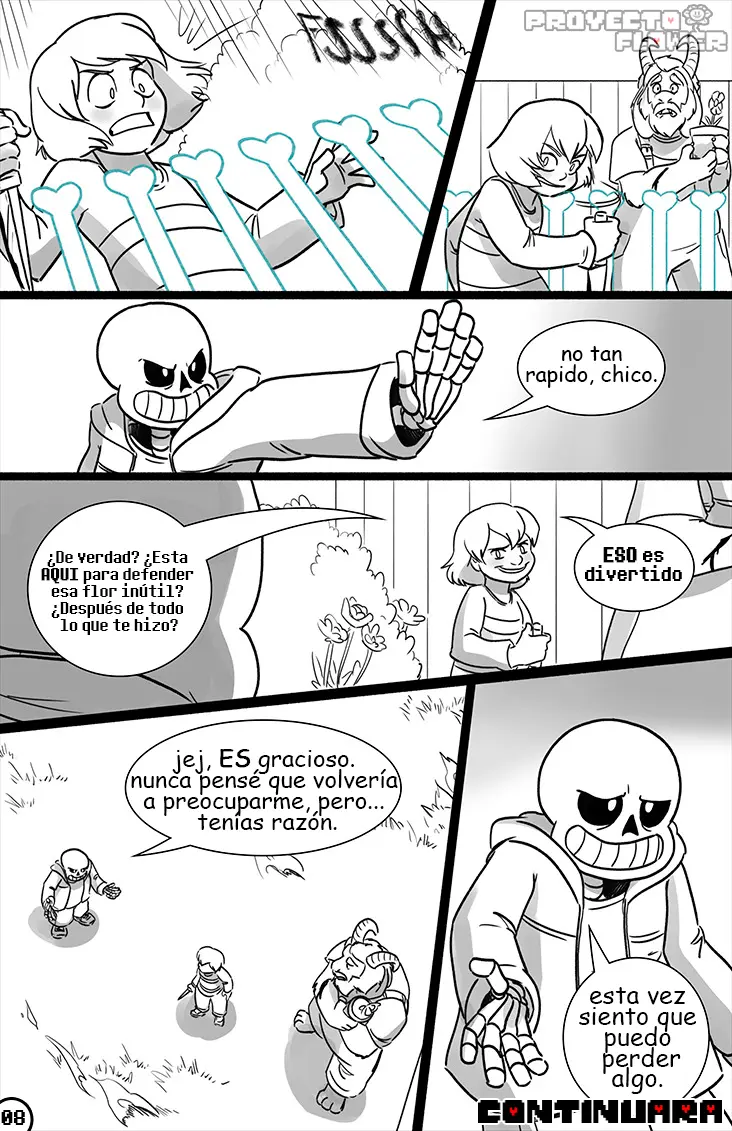 FSSSSH
PROYECTO
FLOWER
no tan
rapido, chico.
¿De verdad? ¿Esta
AQUI para defender
esa flor inútil?
¿Después de todo
lo que te hizo?
ESO es
divertido
jej, ES gracioso.
nunca pensé que volvería
a preocuparme, pero...
tenías razón.
esta vez
siento que
puedo
perder
algo.
08
CONTINUARA